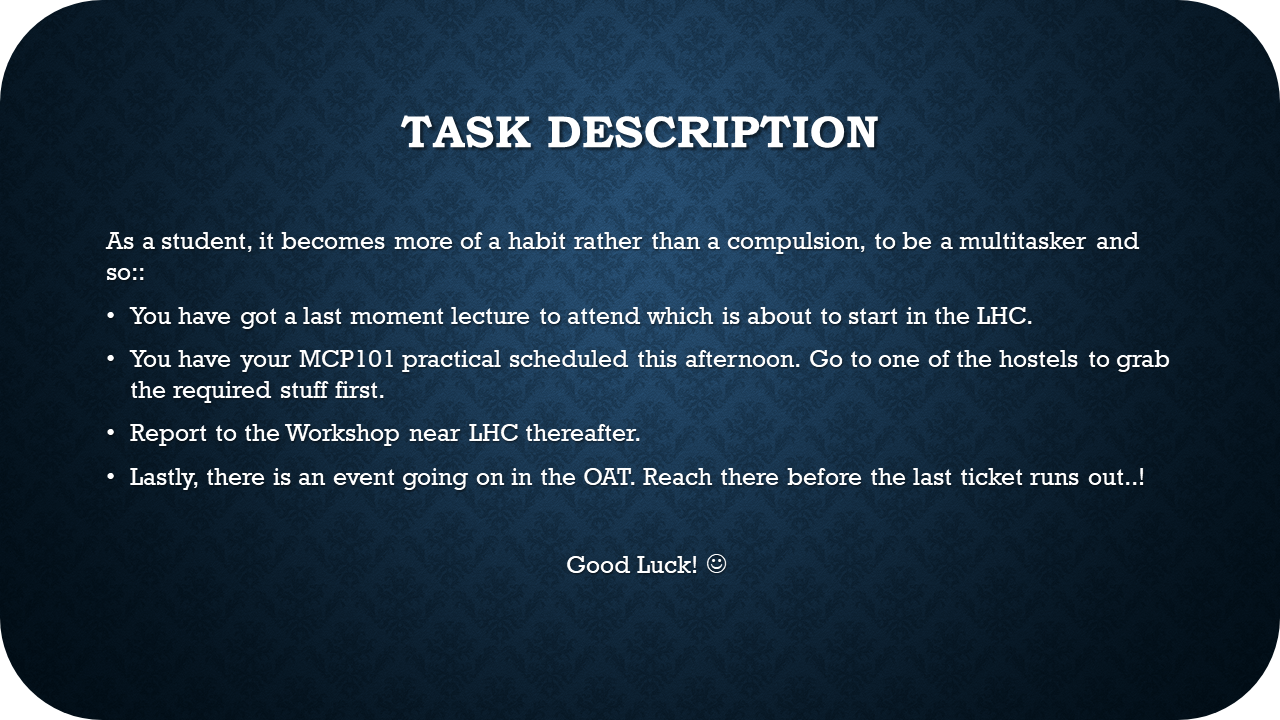 TASK DESCRIPTION
As a student, it becomes more of a habit rather than a compulsion, to be a multitasker and
so::
• You have got a last moment lecture to attend which is about to start in the LHC.
• You have your MCP101 practical scheduled this afternoon. Go to one of the hostels to grab
the required stuff first.
• Report to the Workshop near LHC thereafter.
• Lastly, there is an event going on in the OAT. Reach there before the last ticket runs out..!
Good Luck! ☺